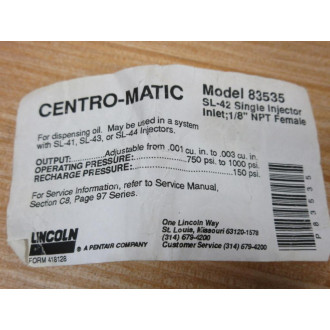 CENTRO-MATIC
Model 83535
SL-42 Single Injector
Inlet;1/8" NPT Female
For dispensing oil. May be used in a system
with SL-41, SL-43, or SL-44 Injectors.
OUTPUT:..........Adjustable from .001 cu. in. to .003 cu. in.
OPERATING PRESSURE:..........750 psi. to 1000 psi.
RECHARGE PRESSURE:..........150 psi.
For Service Information, refer to Service Manual,
Section C8, Page 97 Series.
LINCOLN
A PENTAIR COMPANY
FORM 418126
One Lincoln Way
St. Louis, Missouri 63120-1578
(314) 679-4200
Customer Service (314) 679-4200
P83535